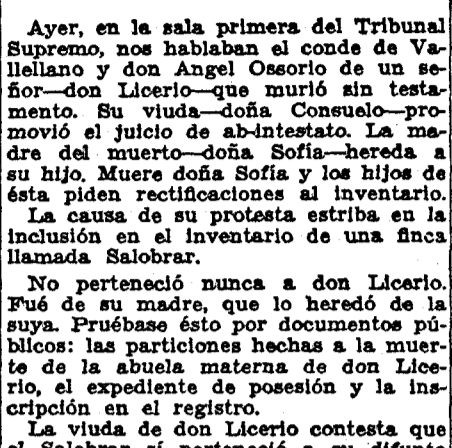 Ayer, en la sala primera del Tribunal
Supremo, nos hablaban el conde de Va-
llellano y don Angel Ossorio de un se-
ñor—don Licerio—que murió sin testa-
mento. Su viuda—doña Consuelo—pro-
movió el juicio de ab-intestato. La ma-
dre del muerto—doña Sofía—hereda a
su hijo. Muere doña Sofía y los hijos de
ésta piden rectificaciones al inventario.
La causa de su protesta estriba en la
inclusión en el inventario de una finca
llamada Salobrar.
No perteneció nunca a don Licerio.
Fué de su madre, que lo heredó de la
suya. Pruébase ésto por documentos pú-
blicos: las particiones hechas a la muer-
te de la abuela materna de don Lice-
rio, el expediente de posesión y la ins-
cripción en el registro.
La viuda de don Licerio contesta que
el Salobrar sí perteneció a su difunto